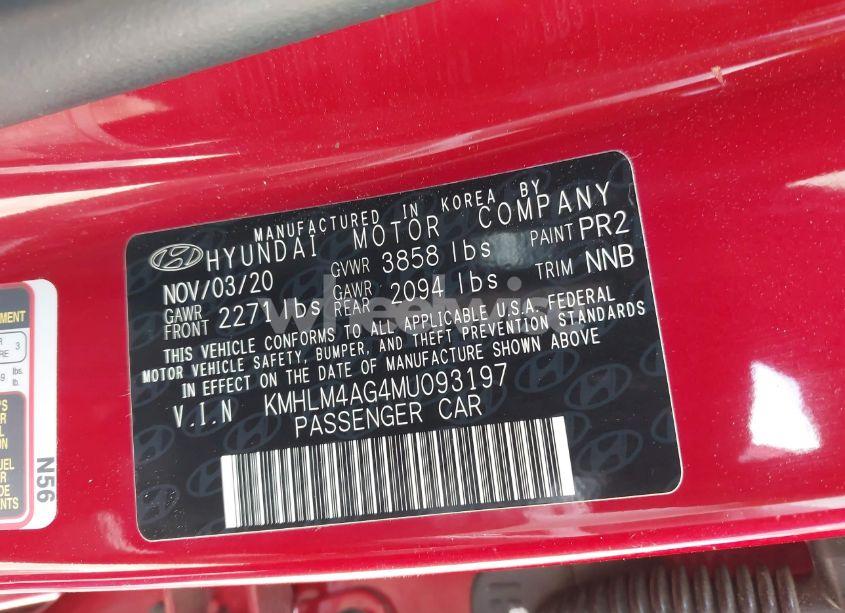 MANUFACTURED IN KOREA BY
HYUNDAI MOTOR COMPANY
NOV/03/20 GVWR 3858 lbs PAINT PR2
GAWR FRONT 2271 lbs GAWR REAR 2094 lbs TRIM NNB
THIS VEHICLE CONFORMS TO ALL APPLICABLE U.S.A. FEDERAL
MOTOR VEHICLE SAFETY, BUMPER, AND THEFT PREVENTION STANDARDS
IN EFFECT ON THE DATE OF MANUFACTURE SHOWN ABOVE
V.I.N KMHLM4AG4MU093197
PASSENGER CAR
wheelwise
N56
3